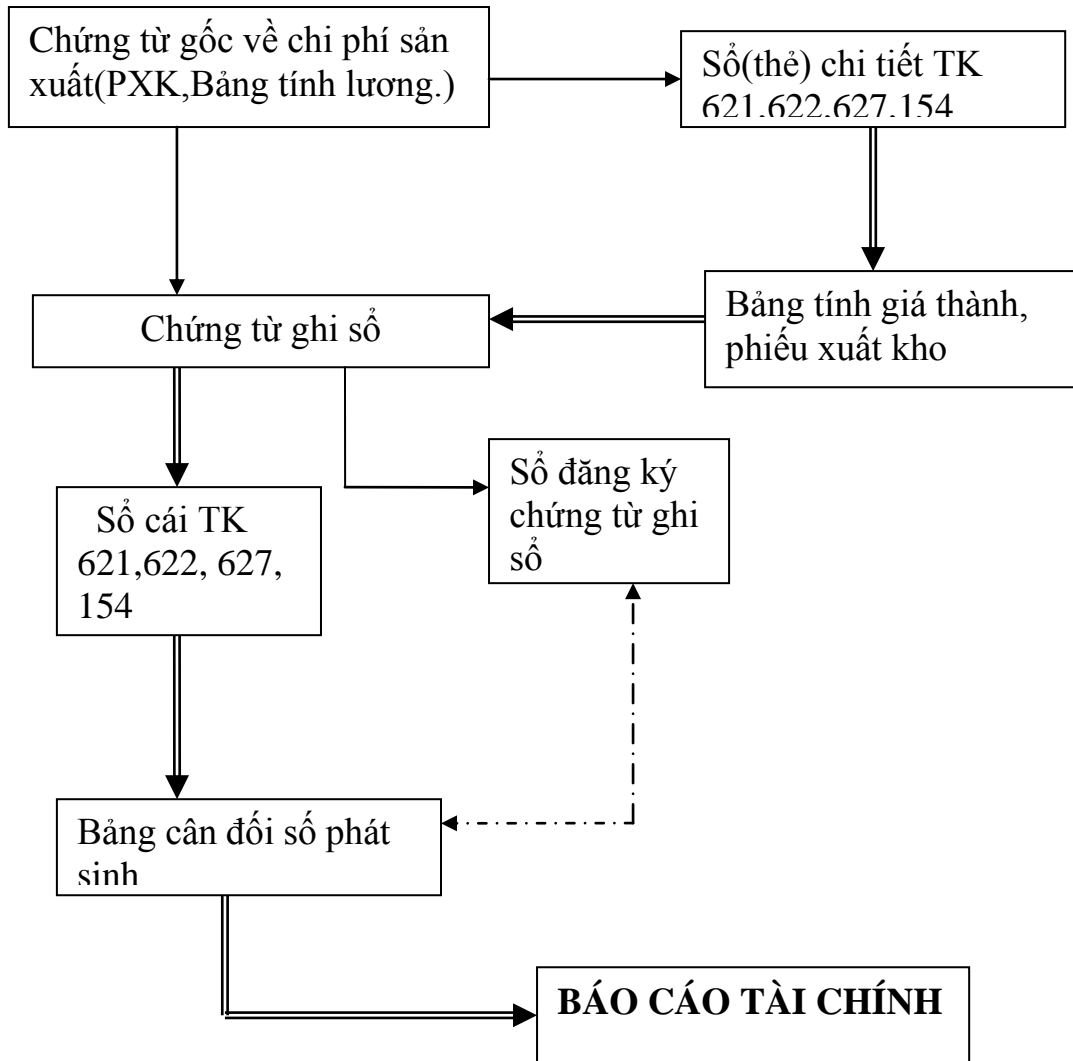 Chứng từ gốc về chi phí sản
xuất(PXK,Bảng tính lương.)
Sổ(thẻ) chi tiết TK
621,622,627,154
Bảng tính giá thành,
phiếu xuất kho
Chứng từ ghi sổ
Sổ đăng ký
chứng từ ghi
sổ
Sổ cái TK
621,622, 627,
154
Bảng cân đối số phát
sinh
BÁO CÁO TÀI CHÍNH